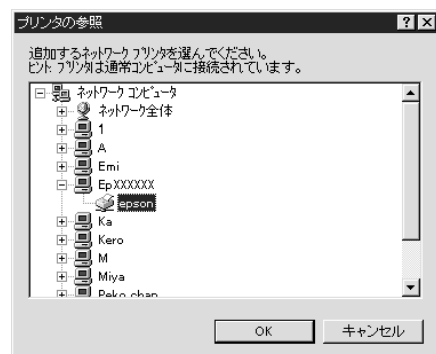 プリンタの参照
追加するネットワーク プリンタを選んでください。
ヒント: プリンタは通常コンピュータに接続されています。
ネットワーク コンピュータ
ネットワーク全体
1
A
Emi
EpXXXXXX
epson
Ka
Kero
M
Miya
Peko chan
OK
キャンセル